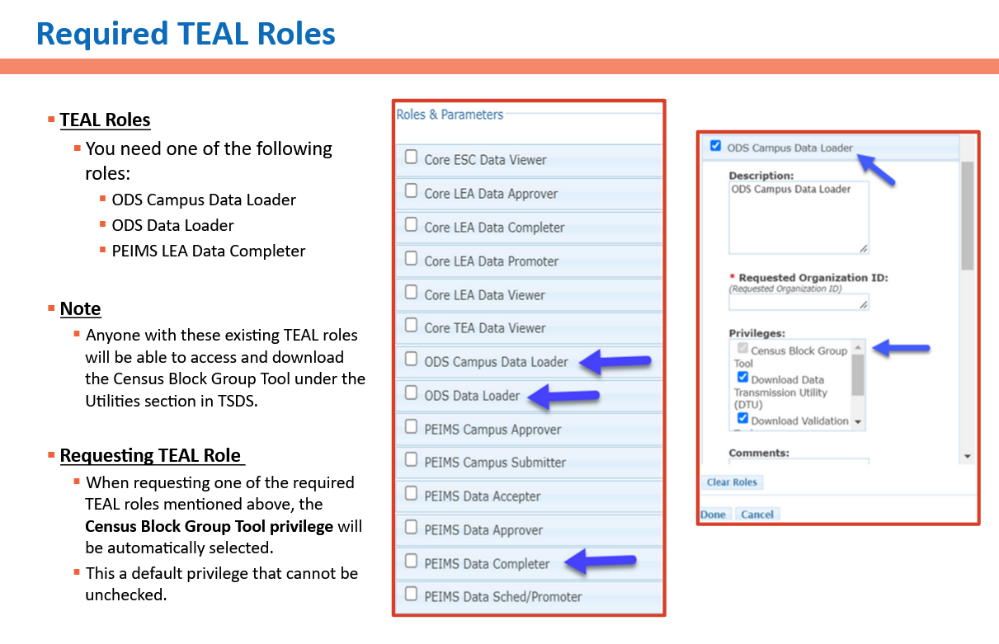 Required TEAL Roles
TEAL Roles
You need one of the following
roles:
ODS Campus Data Loader
ODS Data Loader
PEIMS LEA Data Completer
Note
Anyone with these existing TEAL roles
will be able to access and download
the Census Block Group Tool under the
Utilities section in TSDS.
Requesting TEAL Role
When requesting one of the required
TEAL roles mentioned above, the
Census Block Group Tool privilege will
be automatically selected.
This a default privilege that cannot be
unchecked.
Roles & Parameters
Core ESC Data Viewer
Core LEA Data Approver
Core LEA Data Completer
Core LEA Data Promoter
Core LEA Data Viewer
Core TEA Data Viewer
ODS Campus Data Loader
ODS Data Loader
PEIMS Campus Approver
PEIMS Campus Submitter
PEIMS Data Accepter
PEIMS Data Approver
PEIMS Data Completer
PEIMS Data Sched/Promoter
ODS Campus Data Loader
Description:
ODS Campus Data Loader
* Requested Organization ID:
(Requested Organization ID)
Privileges:
Census Block Group
Tool
Download Data
Transmission Utility
(DTU)
Download Validation
Comments:
Clear Roles
Done Cancel